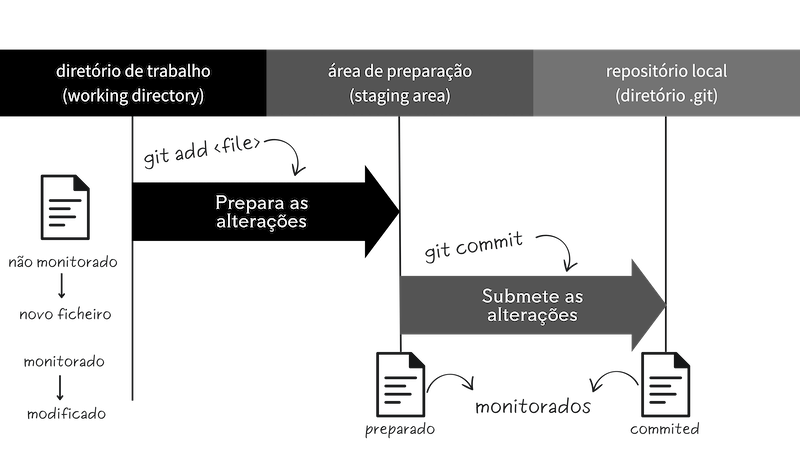 diretório de trabalho
(working directory)
área de preparação
(staging area)
repositório local
(diretório .git)
git add <file>
Prepara as
alterações
não monitorado
novo ficheiro
monitorado
modificado
git commit
Submete as
alterações
preparado
monitorados
commited